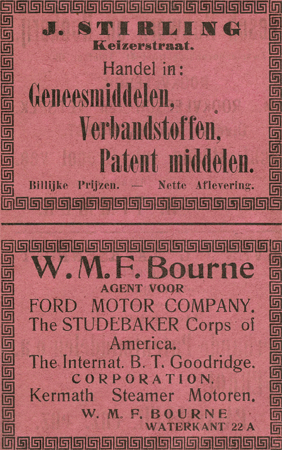 J. STIRLING
Keizerstraat.
Handel in:
Geneesmiddelen,
Verbandstoffen,
Patent middelen.
Billijke Prijzen. — Nette Aflevering.
W. M. F. Bourne
AGENT VOOR
FORD MOTOR COMPANY.
The STUDEBAKER Corps of
America.
The Internat. B. T. Goodridge.
CORPORATION.
Kermath Steamer Motoren.
W. M. F. BOURNE
WATERKANT 22 A